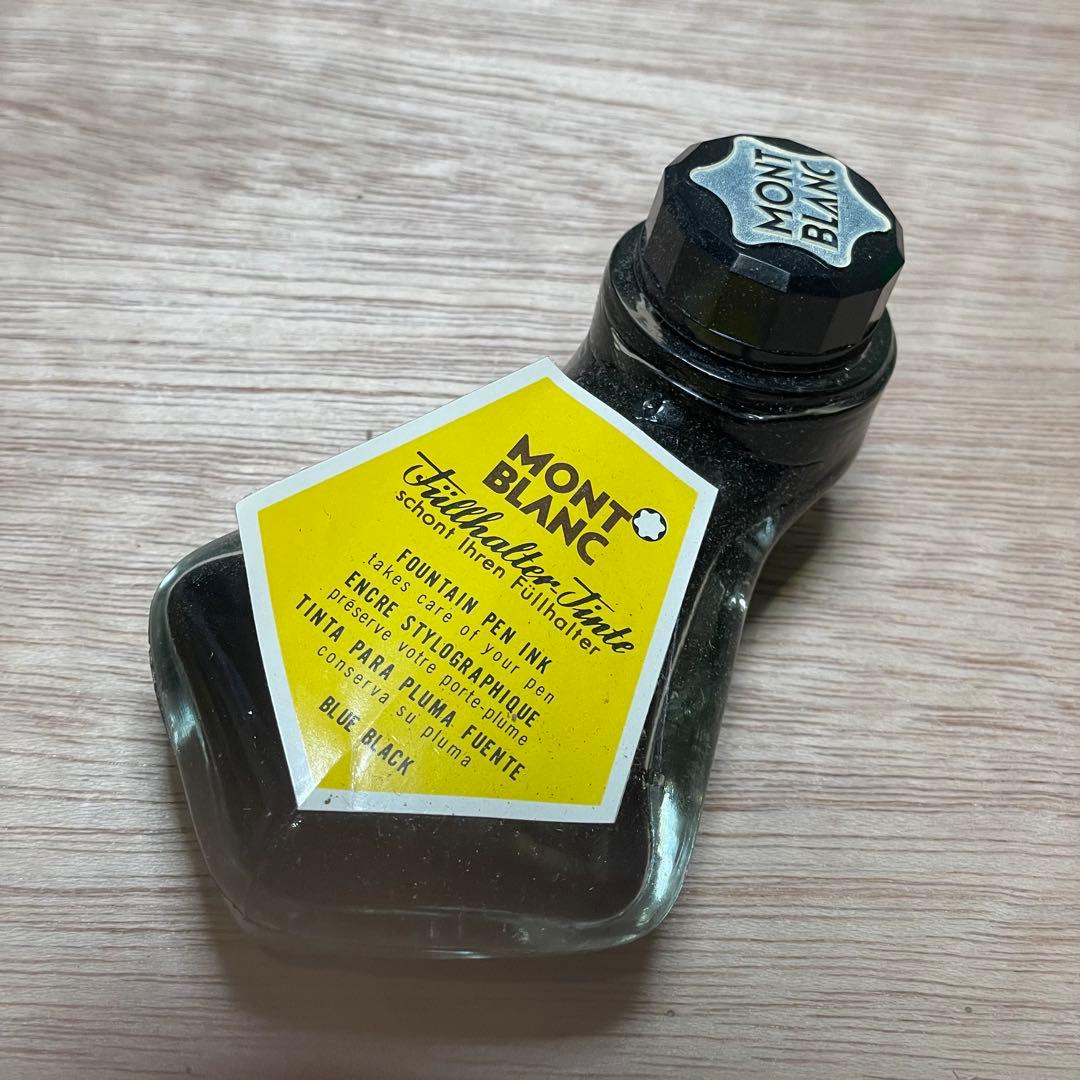 MONT
BLANC
MONT
BLANC
Füllhalter-Tinte
schont Ihren Füllhalter
FOUNTAIN PEN INK
takes care of your pen
ENCRE STYLOGRAPHIQUE
préserve votre porte-plume
TINTA PARA PLUMA FUENTE
conserva su pluma
BLUE BLACK